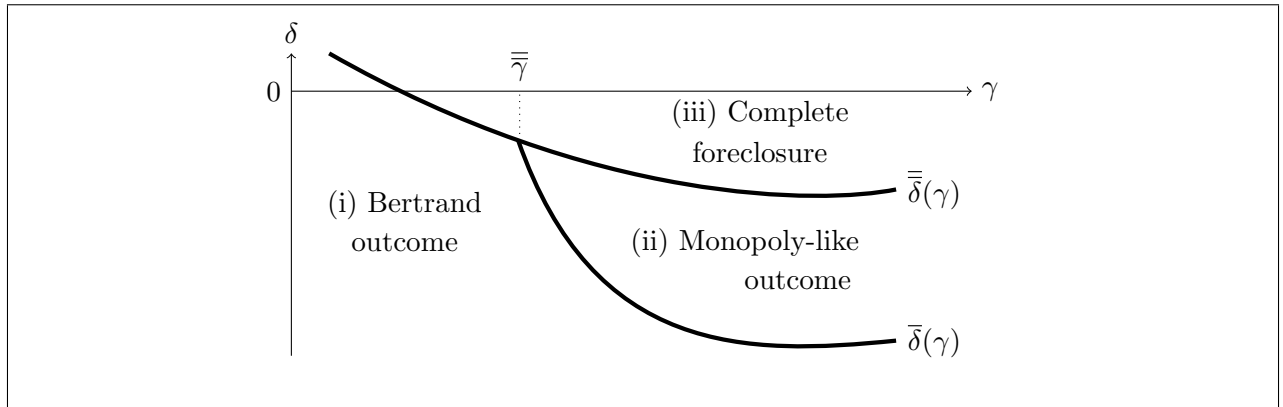 δ
γ̿
0
γ
(iii) Complete
foreclosure
δ̿(γ)
(i) Bertrand
outcome
(ii) Monopoly-like
outcome
δ̅(γ)